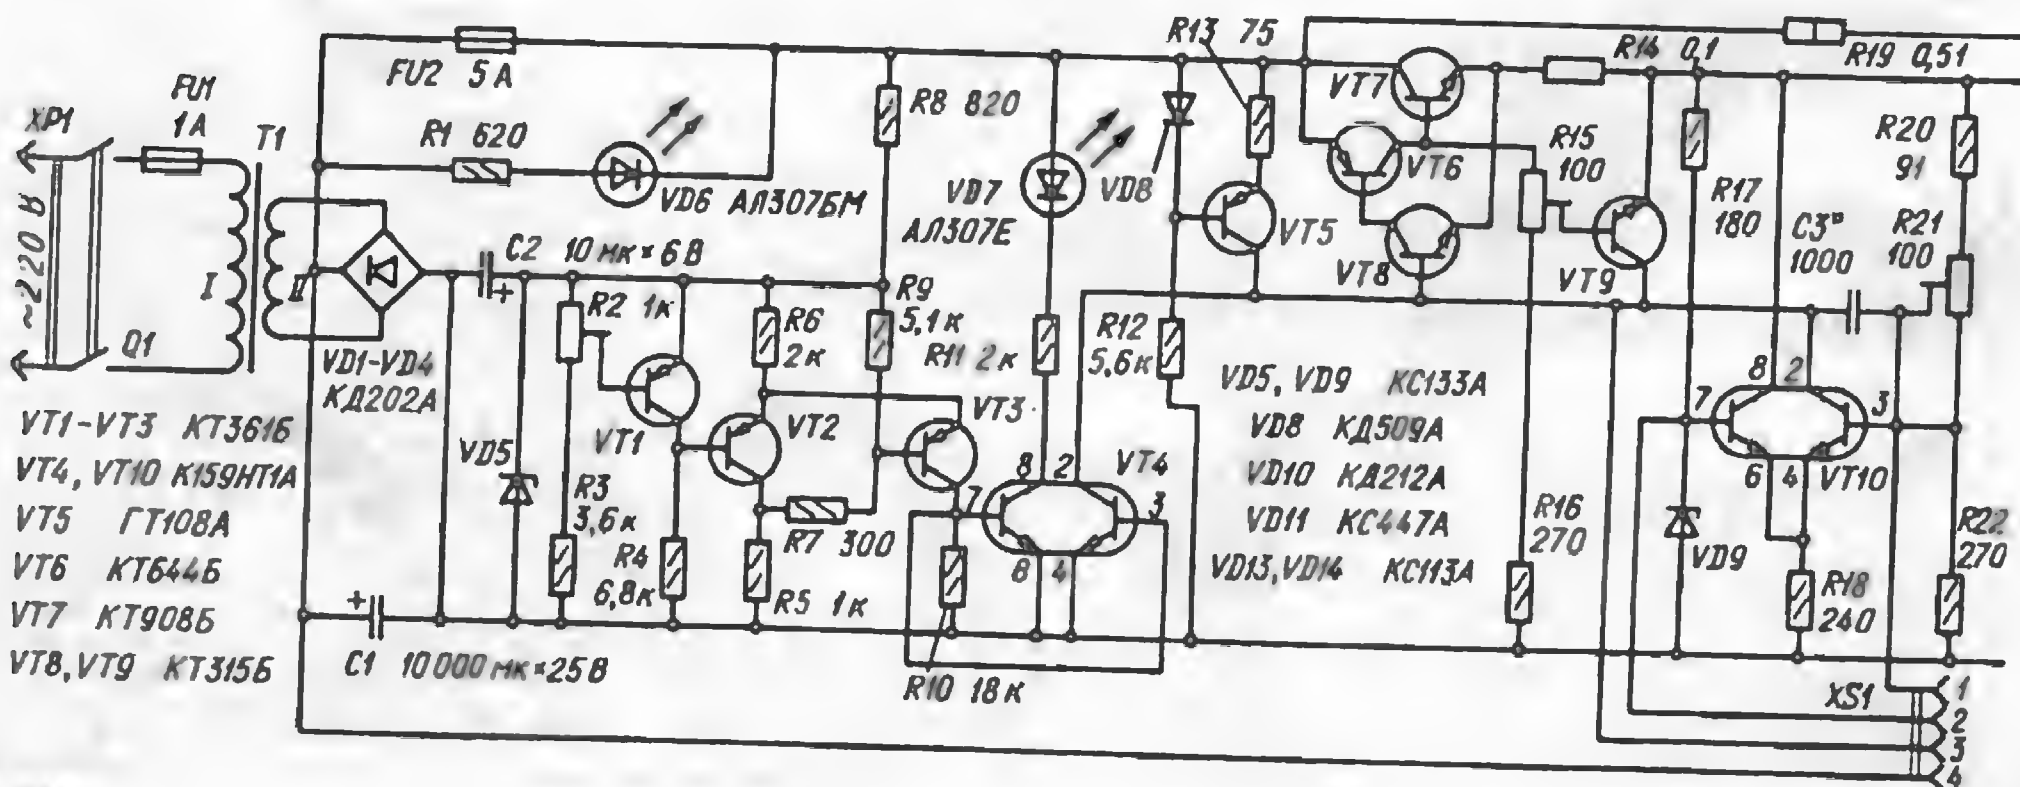 R13 75
R14 0,1
R19 0,51
FU2 5A
FU1
1A
VT7
R8 820
XP1
T1
R1 620
R15
100
R20
91
VT6
VD7
АЛ307Е
VD8
VD6 АЛ307БМ
R17
180
~220 В
C2 10 мк × 6 В
VT5
C3*
1000
R21
100
VT8
VT9
I
II
+
R2 1к
R9
5,1к
R6
2к
R11 2к
R12
5,6к
Q1
VD1-VD4
КД202А
VD5, VD9 КС133А
VD8 КД509А
VD10 КД212А
VD11 КС447А
VD13, VD14 КС113А
8 2
7
3
6 4
VT10
VT1-VT3 КТ361Б
VT4, VT10 К159НТ1А
VT5 ГТ108А
VT6 КТ644Б
VT7 КТ908Б
VT8, VT9 КТ315Б
VT1
VT2
VT3
VD5
8 2
VT4
7
3
8 4
R3
3,6к
R4
6,8к
R7 300
R5 1к
R16
270
VD9
R22
270
R18
240
+
C1 10000 мк × 25 В
R10 18к
XS1
1
2
3
4